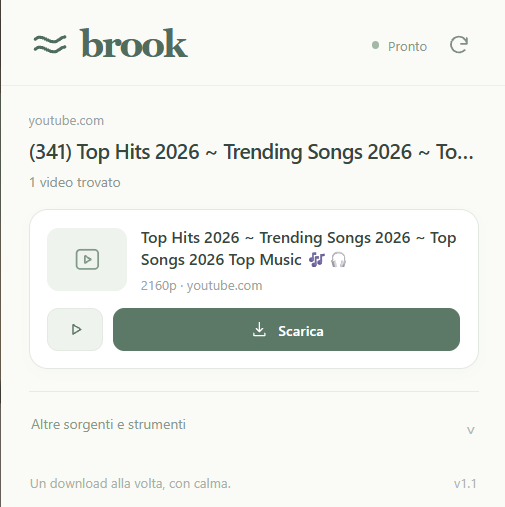 brook
Pronto
youtube.com
(341) Top Hits 2026 ~ Trending Songs 2026 ~ To...
1 video trovato
Top Hits 2026 ~ Trending Songs 2026 ~ Top
Songs 2026 Top Music 🎶 🎧
2160p · youtube.com
Scarica
Altre sorgenti e strumenti
Un download alla volta, con calma.
v1.1